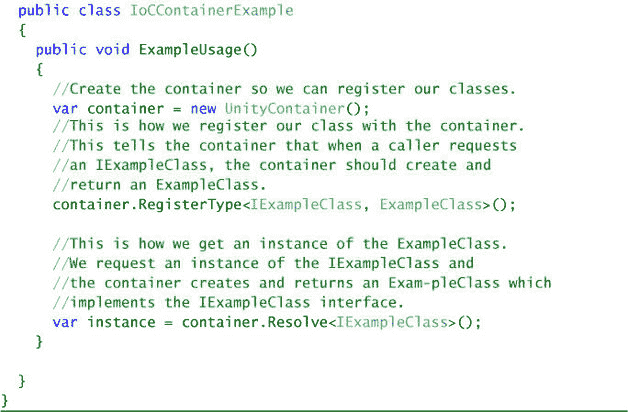 public class IoCContainerExample
{
public void ExampleUsage()
{
//Create the container so we can register our classes.
var container = new UnityContainer();
//This is how we register our class with the container.
//This tells the container that when a caller requests
//an IExampleClass, the container should create and
//return an ExampleClass.
container.RegisterType<IExampleClass, ExampleClass>();
//This is how we get an instance of the ExampleClass.
//We request an instance of the IExampleClass and
//the container creates and returns an Exam-pleClass which
//implements the IExampleClass interface.
var instance = container.Resolve<IExampleClass>();
}
}
}